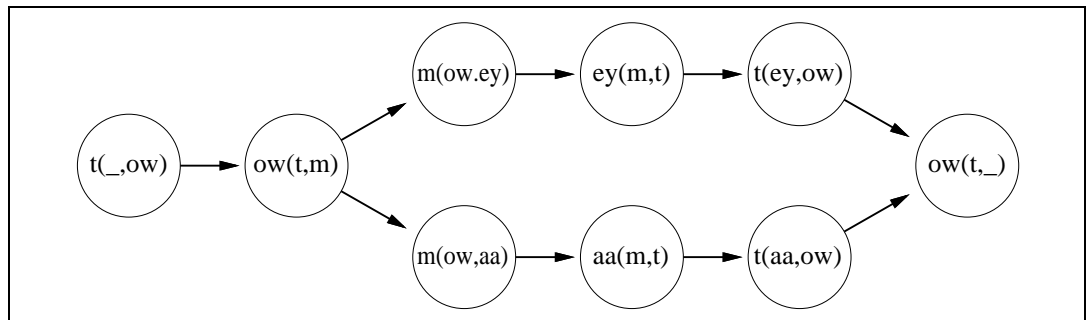 m(ow.ey) ey(m,t) t(ey,ow)
t(_,ow) ow(t,m) ow(t,_)
m(ow,aa) aa(m,t) t(aa,ow)